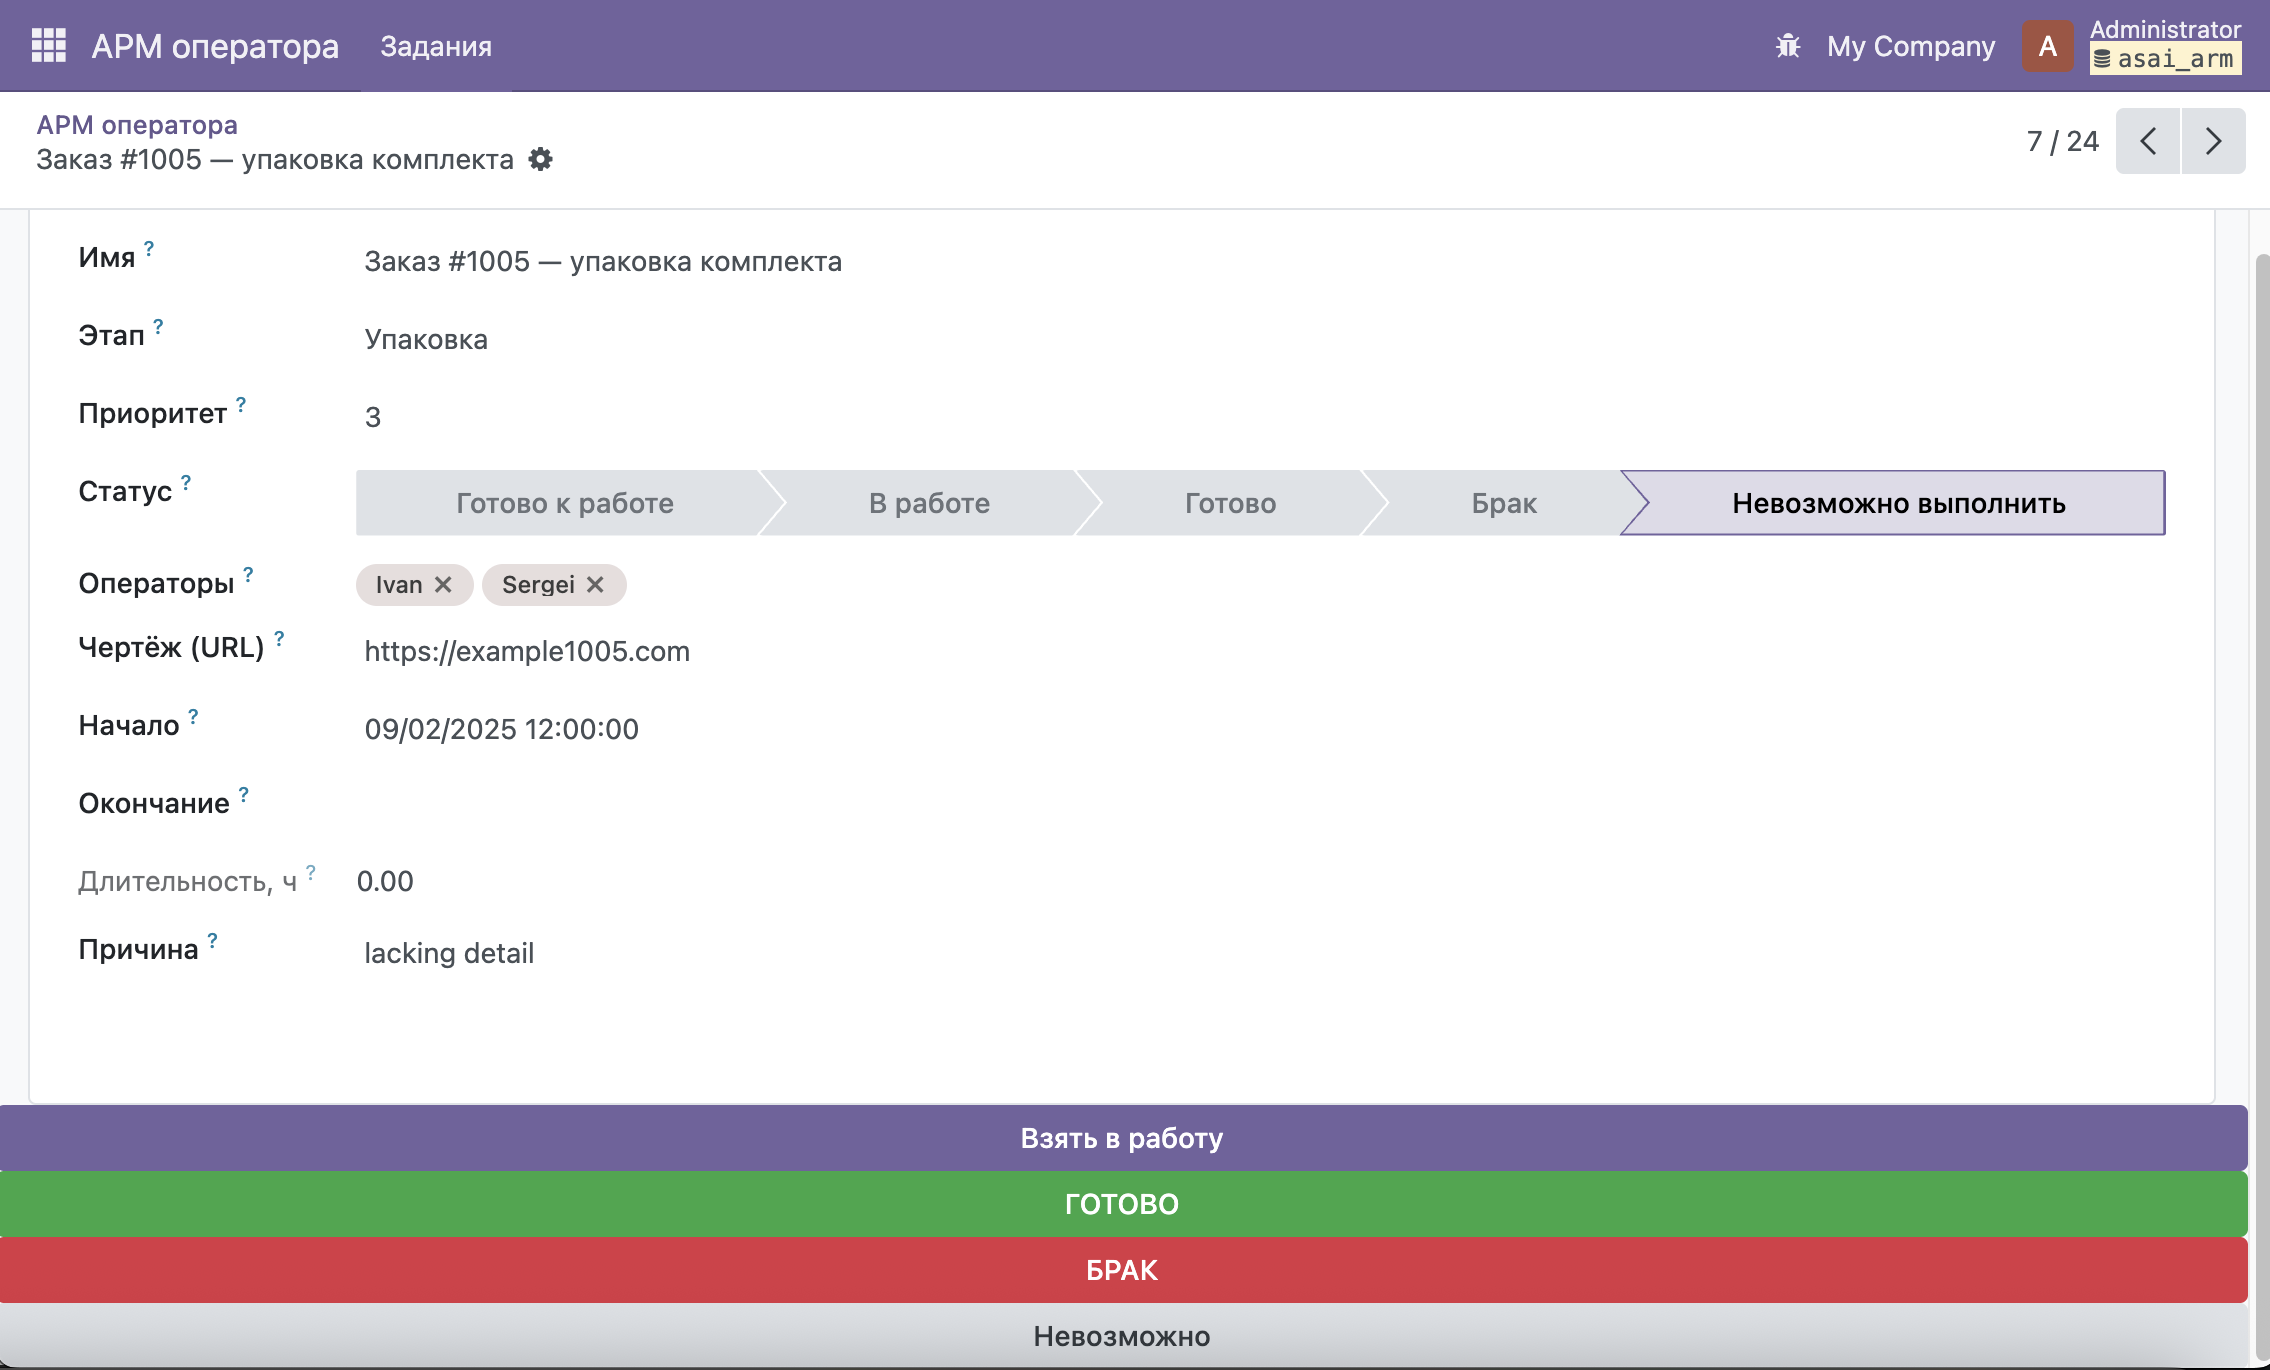 АРМ оператора Задания My Company A Administrator
asai_arm
АРМ оператора
Заказ #1005 — упаковка комплекта 7 / 24
Имя ? Заказ #1005 — упаковка комплекта
Этап ? Упаковка
Приоритет ? 3
Статус ? Готово к работе В работе Готово Брак Невозможно выполнить
Операторы ? Ivan Sergei
Чертёж (URL) ? https://example1005.com
Начало ? 09/02/2025 12:00:00
Окончание ?
Длительность, ч ? 0.00
Причина ? lacking detail
Взять в работу
ГОТОВО
БРАК
Невозможно